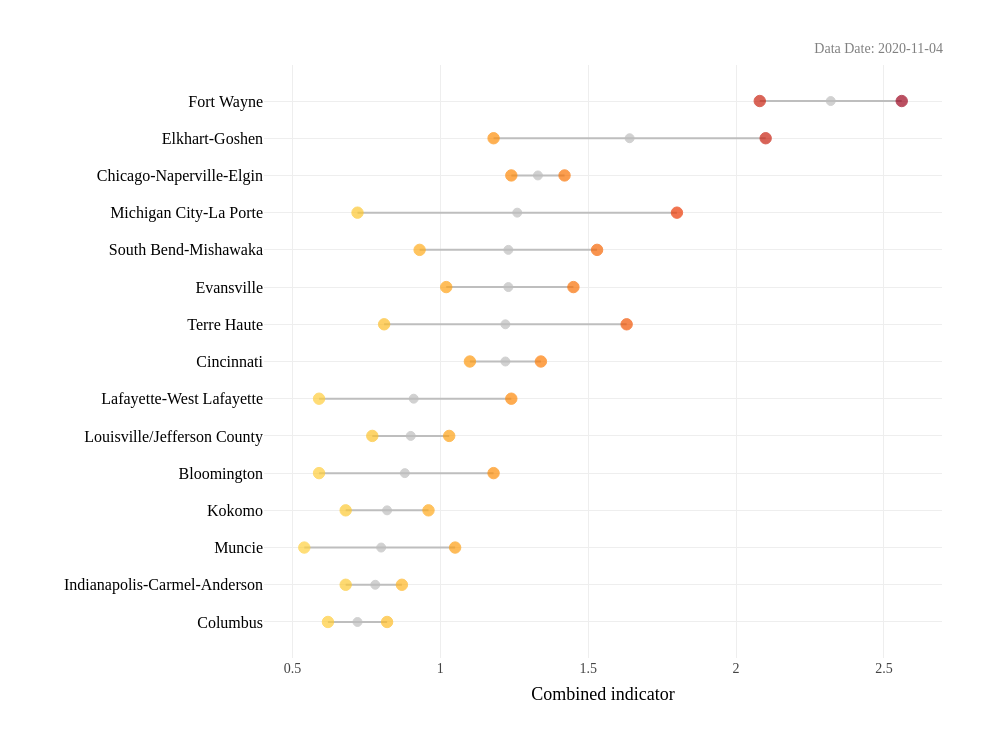 Data Date: 2020-11-04
Fort Wayne
Elkhart-Goshen
Chicago-Naperville-Elgin
Michigan City-La Porte
South Bend-Mishawaka
Evansville
Terre Haute
Cincinnati
Lafayette-West Lafayette
Louisville/Jefferson County
Bloomington
Kokomo
Muncie
Indianapolis-Carmel-Anderson
Columbus
0.5 1 1.5 2 2.5
Combined indicator